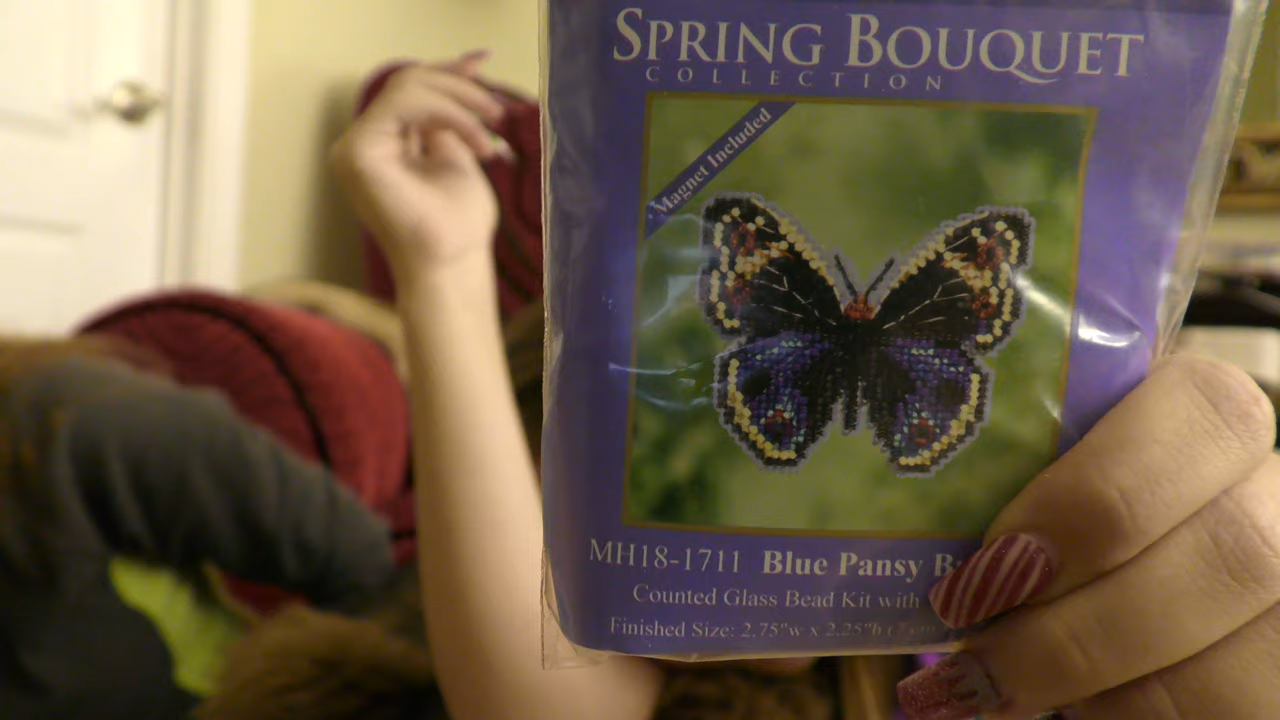 SPRING BOUQUET
COLLECTION
Magnet Included
MH18-1711 Blue Pansy
Counted Glass Bead Kit with
Finished Size: 2.75"w x 2.25"h